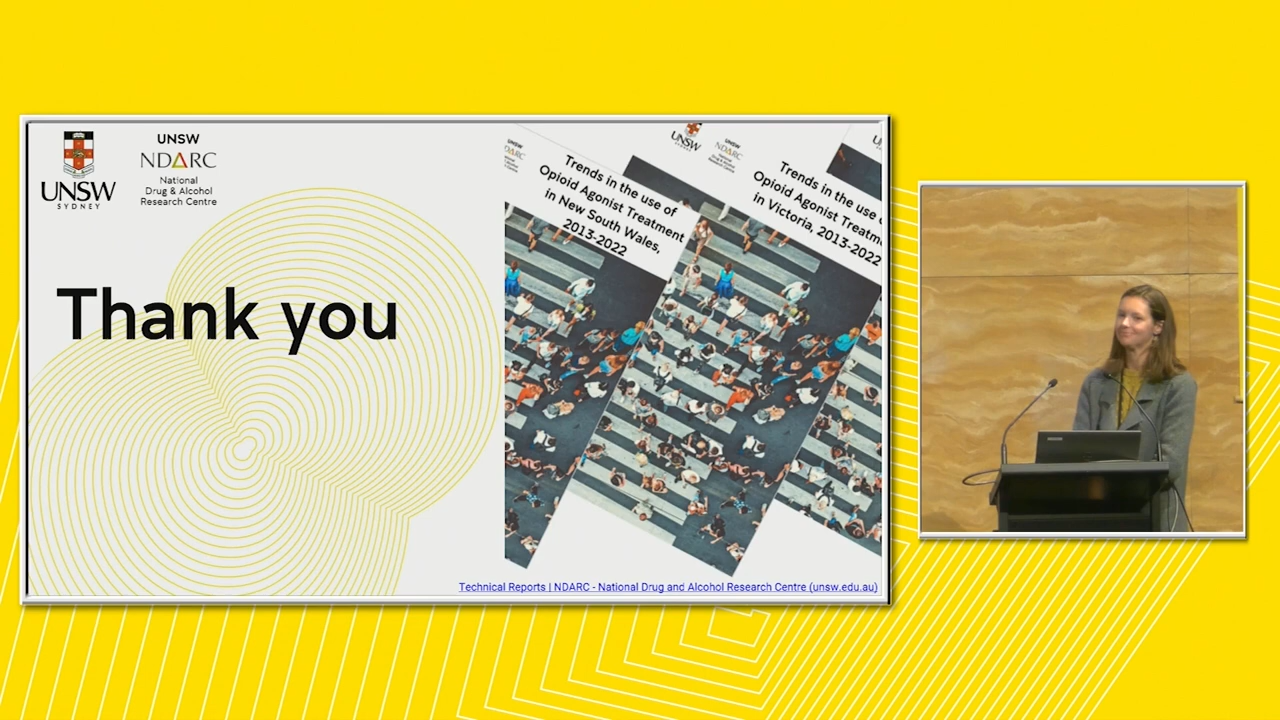 UNSW
SYDNEY
UNSW
NDARC
National
Drug & Alcohol
Research Centre
Thank you
Trends in the use of
Opioid Agonist Treatment
in New South Wales,
2013-2022
UNSW
Trends in the use
Opioid Agonist Treatm
in Victoria, 2013-2022
Technical Reports | NDARC - National Drug and Alcohol Research Centre (unsw.edu.au)